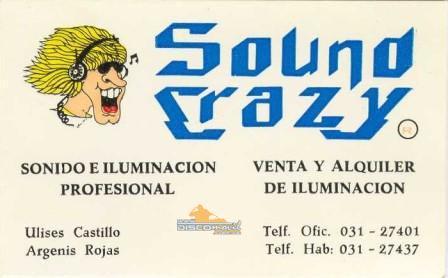 Sound
Crazy
SONIDO E ILUMINACION
PROFESIONAL
VENTA Y ALQUILER
DE ILUMINACION
Ulises Castillo
Argenis Rojas
Telf. Ofic. 031 - 27401
Telf. Hab: 031 - 27437